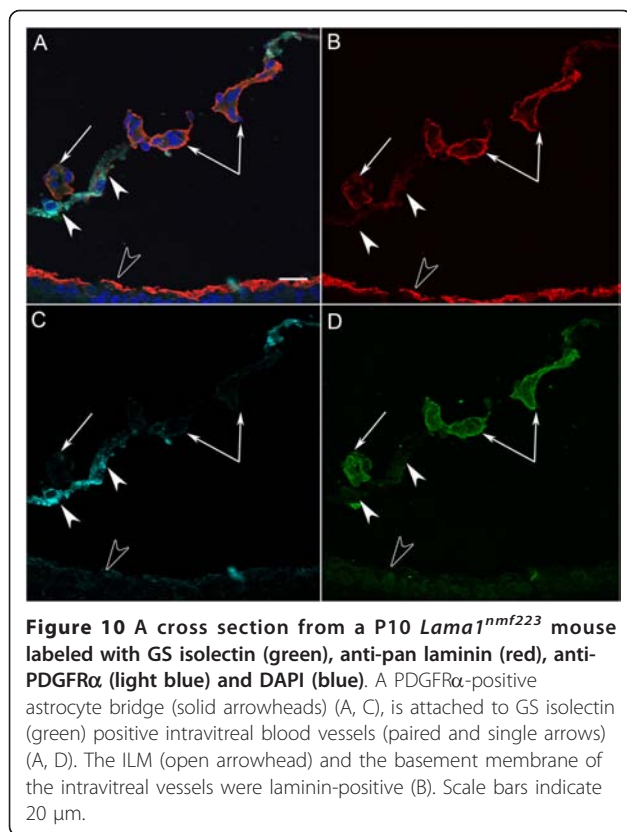 A
B
C
D
Figure 10 A cross section from a P10 Lama1nmf223 mouse
labeled with GS isolectin (green), anti-pan laminin (red), anti-
PDGFRα (light blue) and DAPI (blue). A PDGFRα-positive
astrocyte bridge (solid arrowheads) (A, C), is attached to GS isolectin
(green) positive intravitreal blood vessels (paired and single arrows)
(A, D). The ILM (open arrowhead) and the basement membrane of
the intravitreal vessels were laminin-positive (B). Scale bars indicate
20 μm.